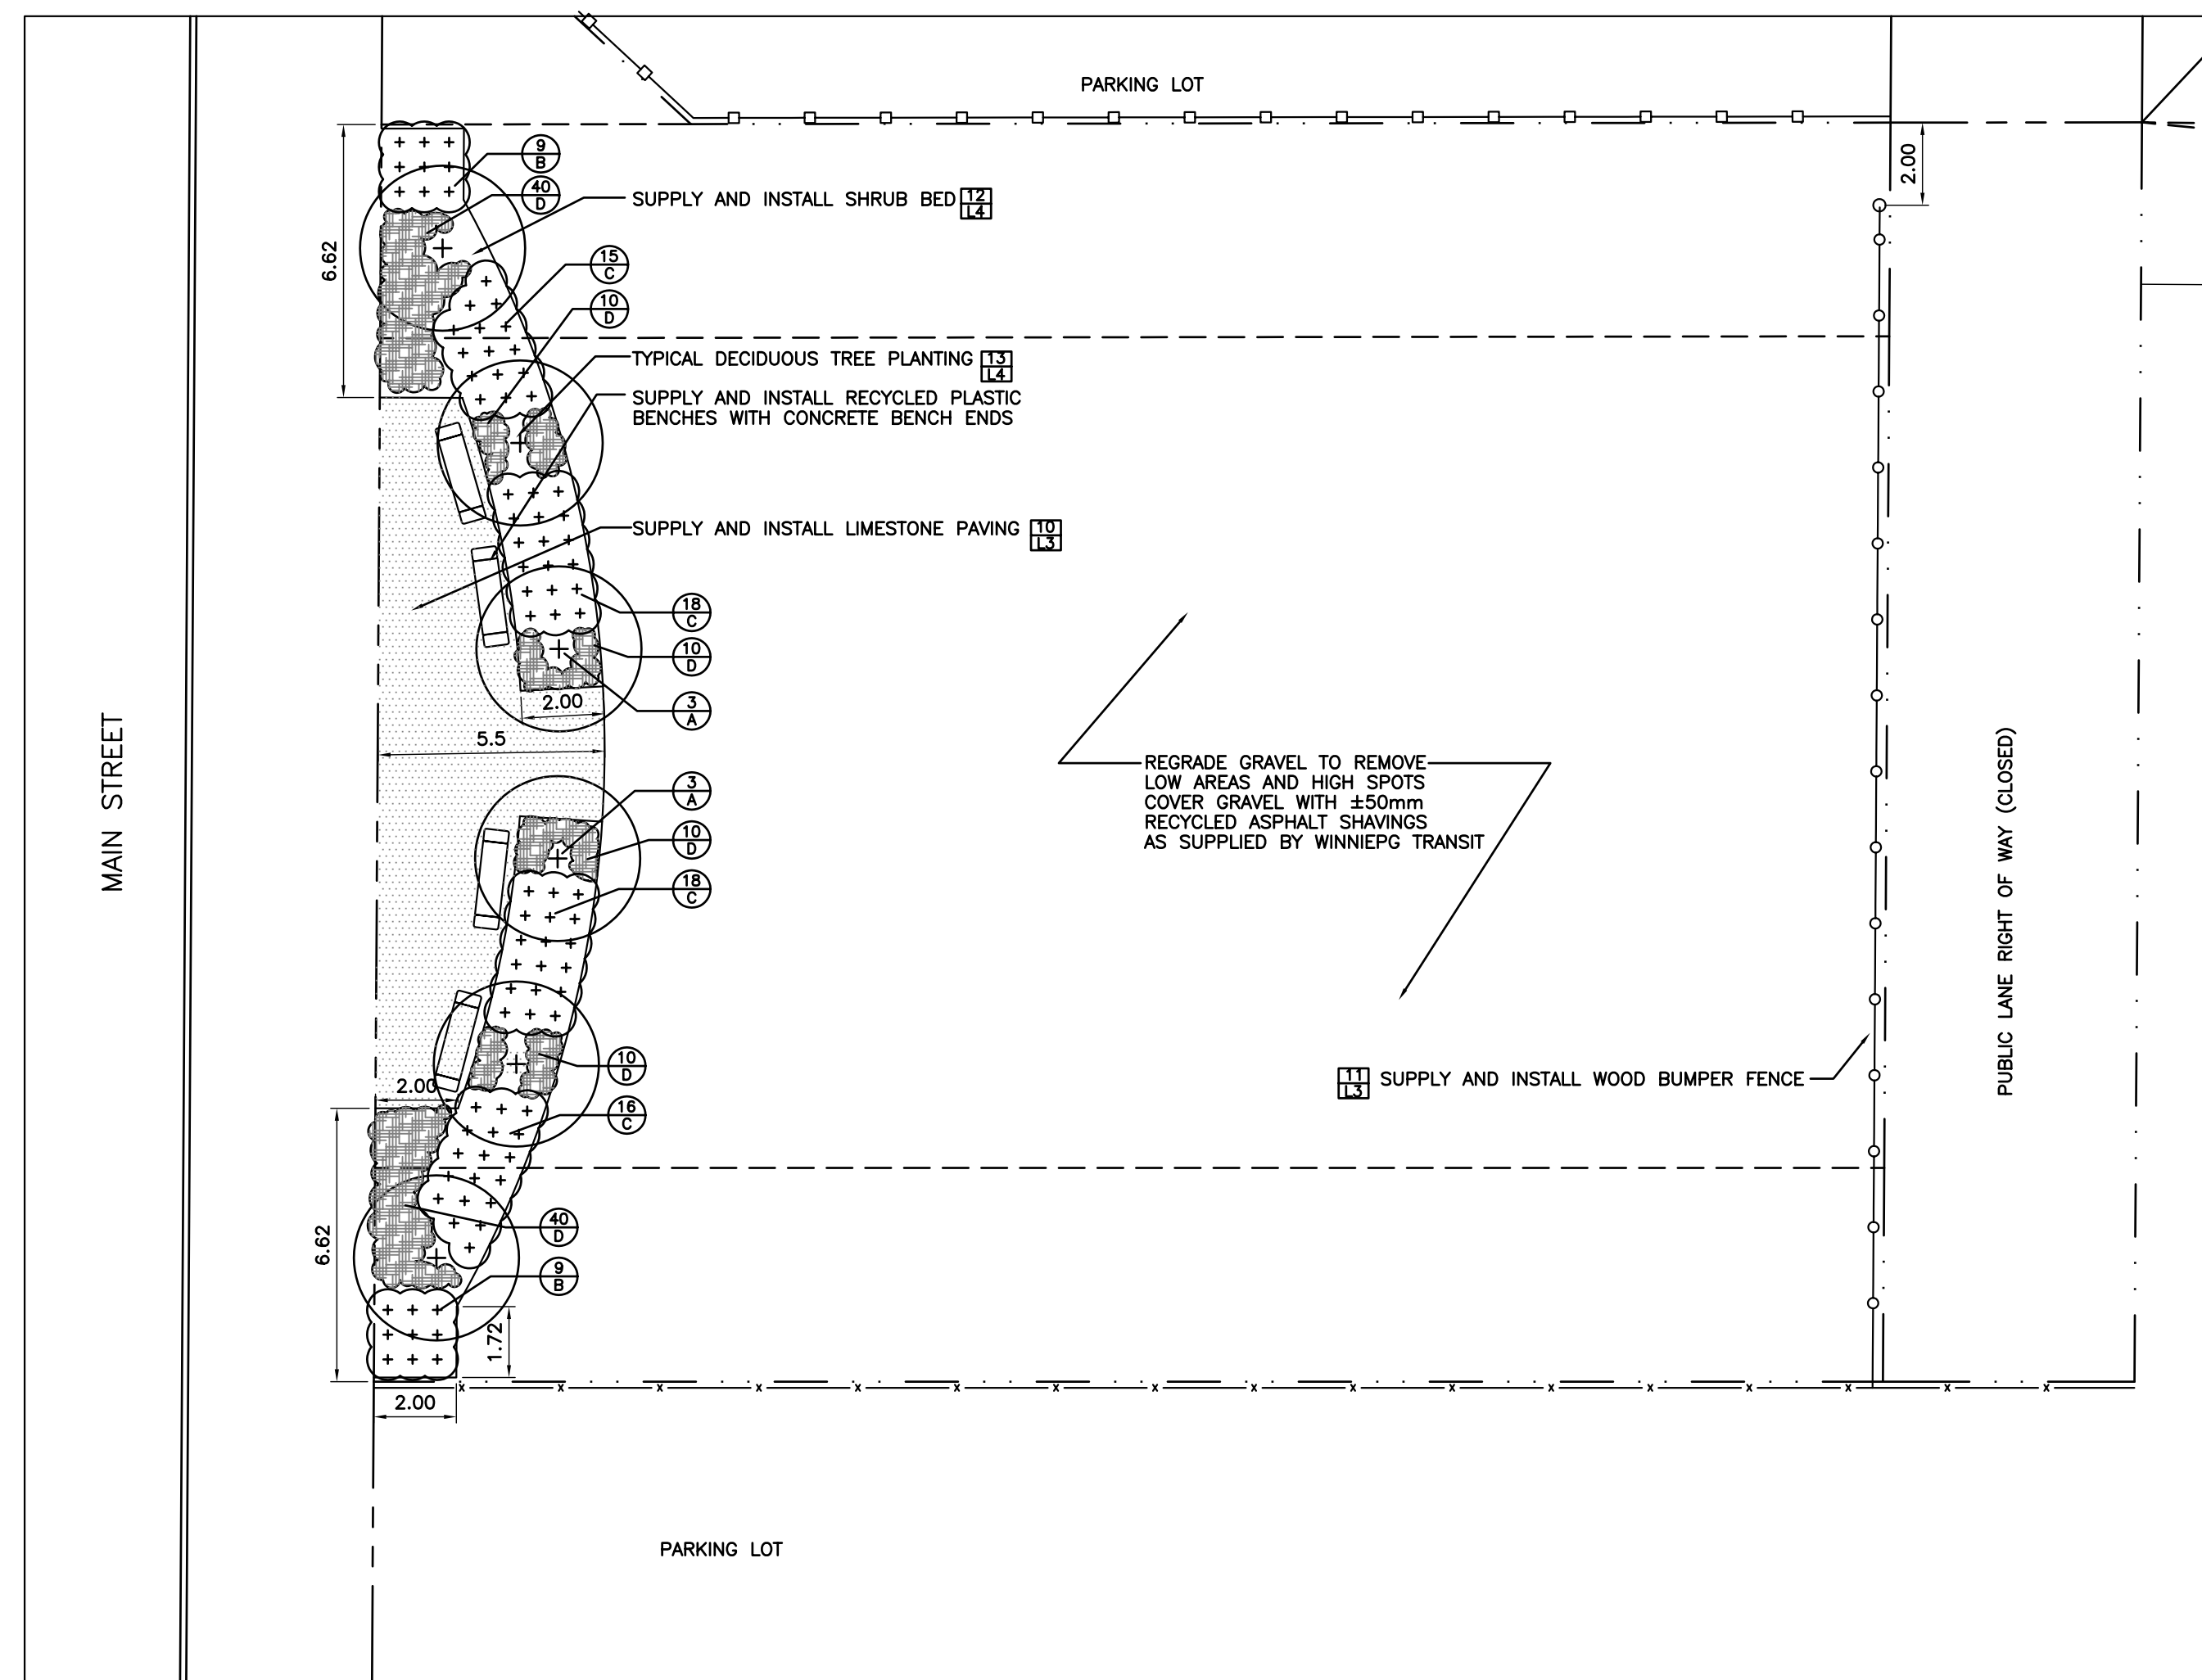 PARKING LOT
9
B
40
D
SUPPLY AND INSTALL SHRUB BED 12
L4
2.00
6.62
15
C
10
D
TYPICAL DECIDUOUS TREE PLANTING 13
L4
SUPPLY AND INSTALL RECYCLED PLASTIC
BENCHES WITH CONCRETE BENCH ENDS
SUPPLY AND INSTALL LIMESTONE PAVING 10
L3
18
C
10
D
2.00
3
A
5.5
MAIN STREET
3
A
10
D
18
C
REGRADE GRAVEL TO REMOVE
LOW AREAS AND HIGH SPOTS
COVER GRAVEL WITH ±50mm
RECYCLED ASPHALT SHAVINGS
AS SUPPLIED BY WINNIEPG TRANSIT
PUBLIC LANE RIGHT OF WAY (CLOSED)
10
D
2.00
11
L3 SUPPLY AND INSTALL WOOD BUMPER FENCE
16
C
40
D
6.62
9
B
1.72
2.00
PARKING LOT